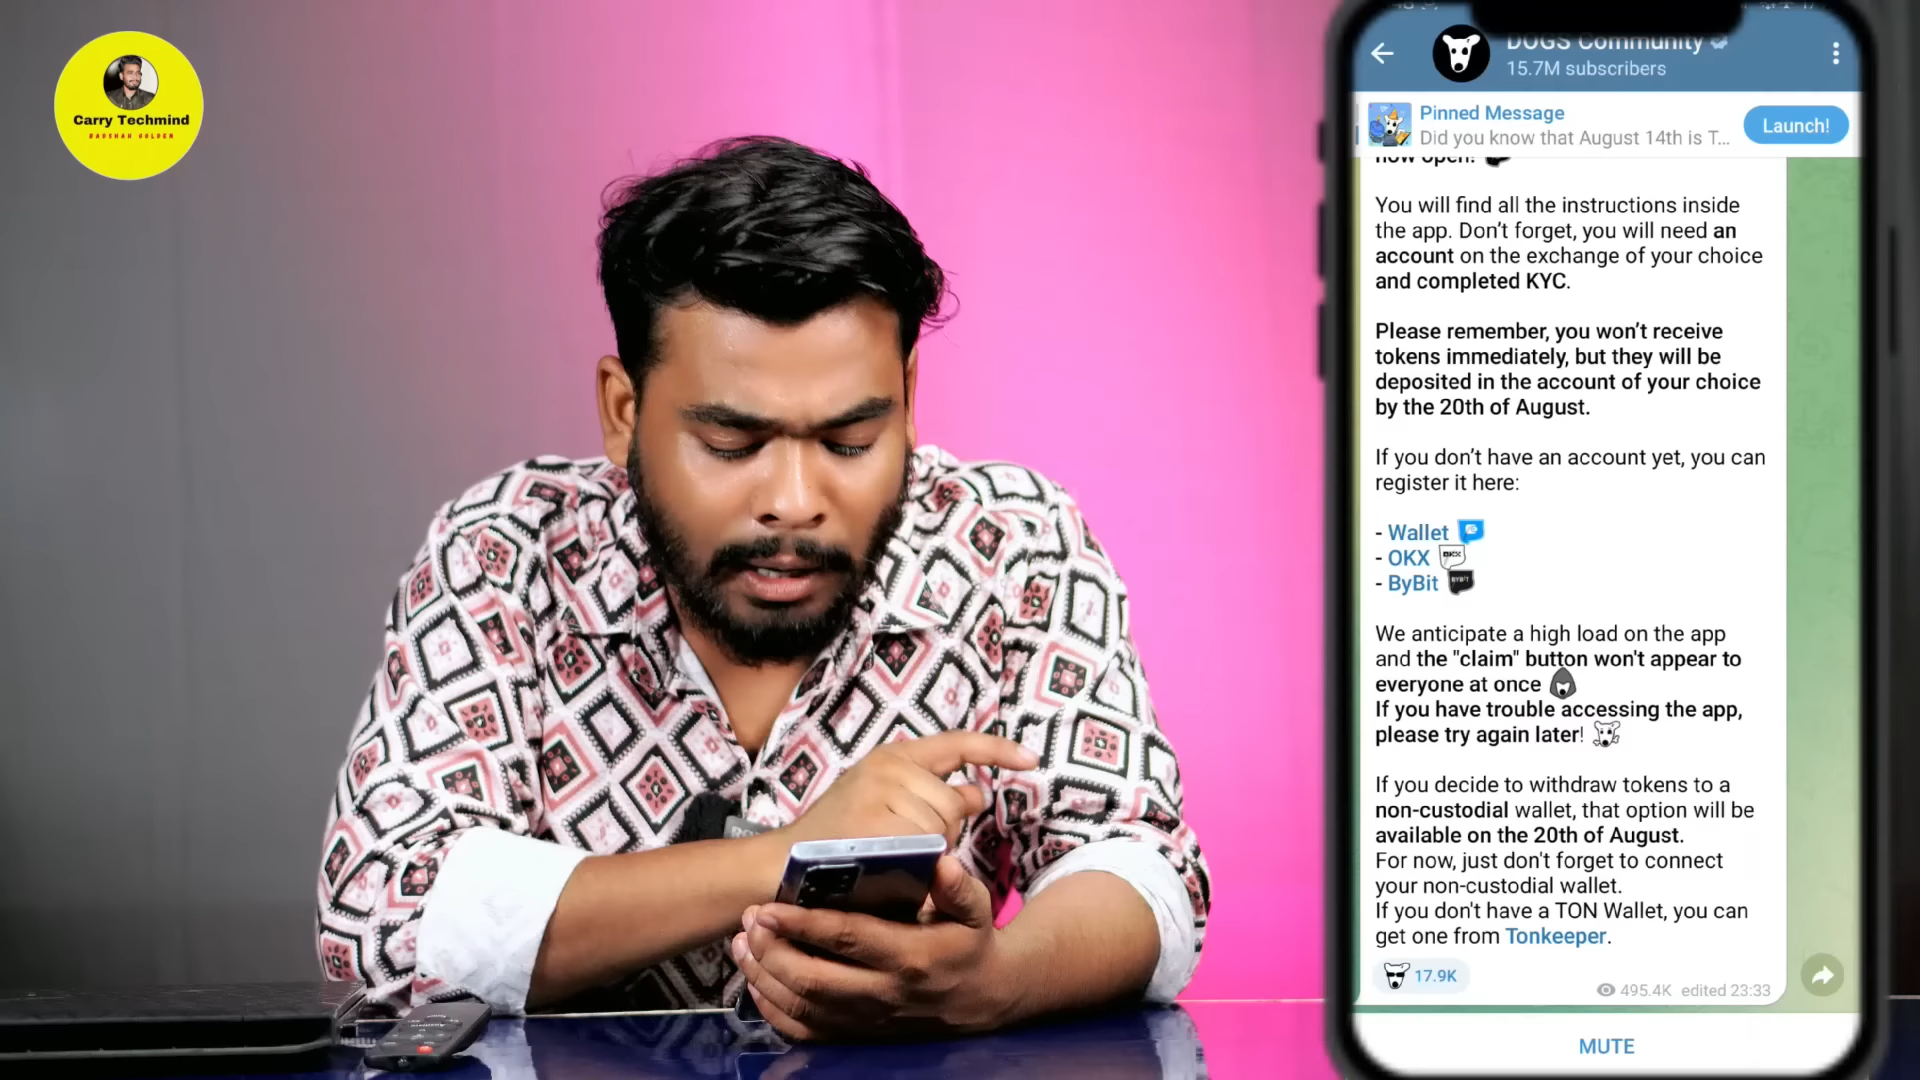 Carry Techmind
RAUSHAN GOLDEN
DOGS Community
15.7M subscribers
Pinned Message
Did you know that August 14th is T...
Launch!
now open!
You will find all the instructions inside
the app. Don't forget, you will need an
account on the exchange of your choice
and completed KYC.
Please remember, you won't receive
tokens immediately, but they will be
deposited in the account of your choice
by the 20th of August.
If you don't have an account yet, you can
register it here:
- Wallet
- OKX
- ByBit
We anticipate a high load on the app
and the "claim" button won't appear to
everyone at once
If you have trouble accessing the app,
please try again later!
If you decide to withdraw tokens to a
non-custodial wallet, that option will be
available on the 20th of August.
For now, just don't forget to connect
your non-custodial wallet.
If you don't have a TON Wallet, you can
get one from Tonkeeper.
17.9K
495.4K edited 23:33
MUTE